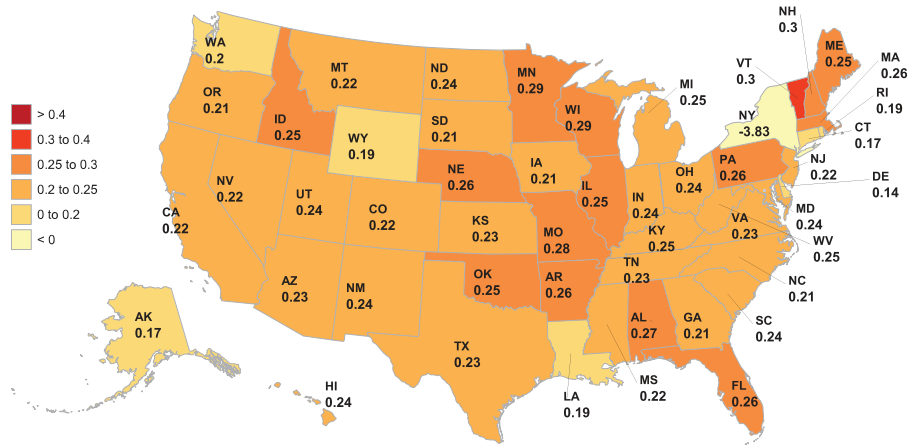 > 0.4
0.3 to 0.4
0.25 to 0.3
0.2 to 0.25
0 to 0.2
< 0
WA
0.2
OR
0.21
CA
0.22
NV
0.22
ID
0.25
MT
0.22
WY
0.19
UT
0.24
CO
0.22
AZ
0.23
NM
0.24
ND
0.24
SD
0.21
NE
0.26
KS
0.23
OK
0.25
TX
0.23
MN
0.29
IA
0.21
MO
0.28
AR
0.26
LA
0.19
WI
0.29
IL
0.25
MI
0.25
IN
0.24
OH
0.24
KY
0.25
TN
0.23
MS
0.22
AL .
0.27
GA
0.21
FL
0.26
SC
0.24
NC
0.21
VA
0.23
WV
0.25
MD
0.24
DE
0.14
NJ
0.22
PA
0.26
NY
-3.83
CT
0.17
RI
0.19
MA
0.26
VT
0.3
NH
0.3
ME
0.25
AK
0.17
HI
0.24